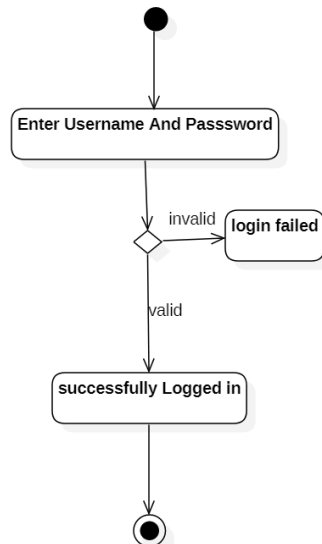 Enter Username And Passsword
invalid
login failed
valid
successfully Logged in